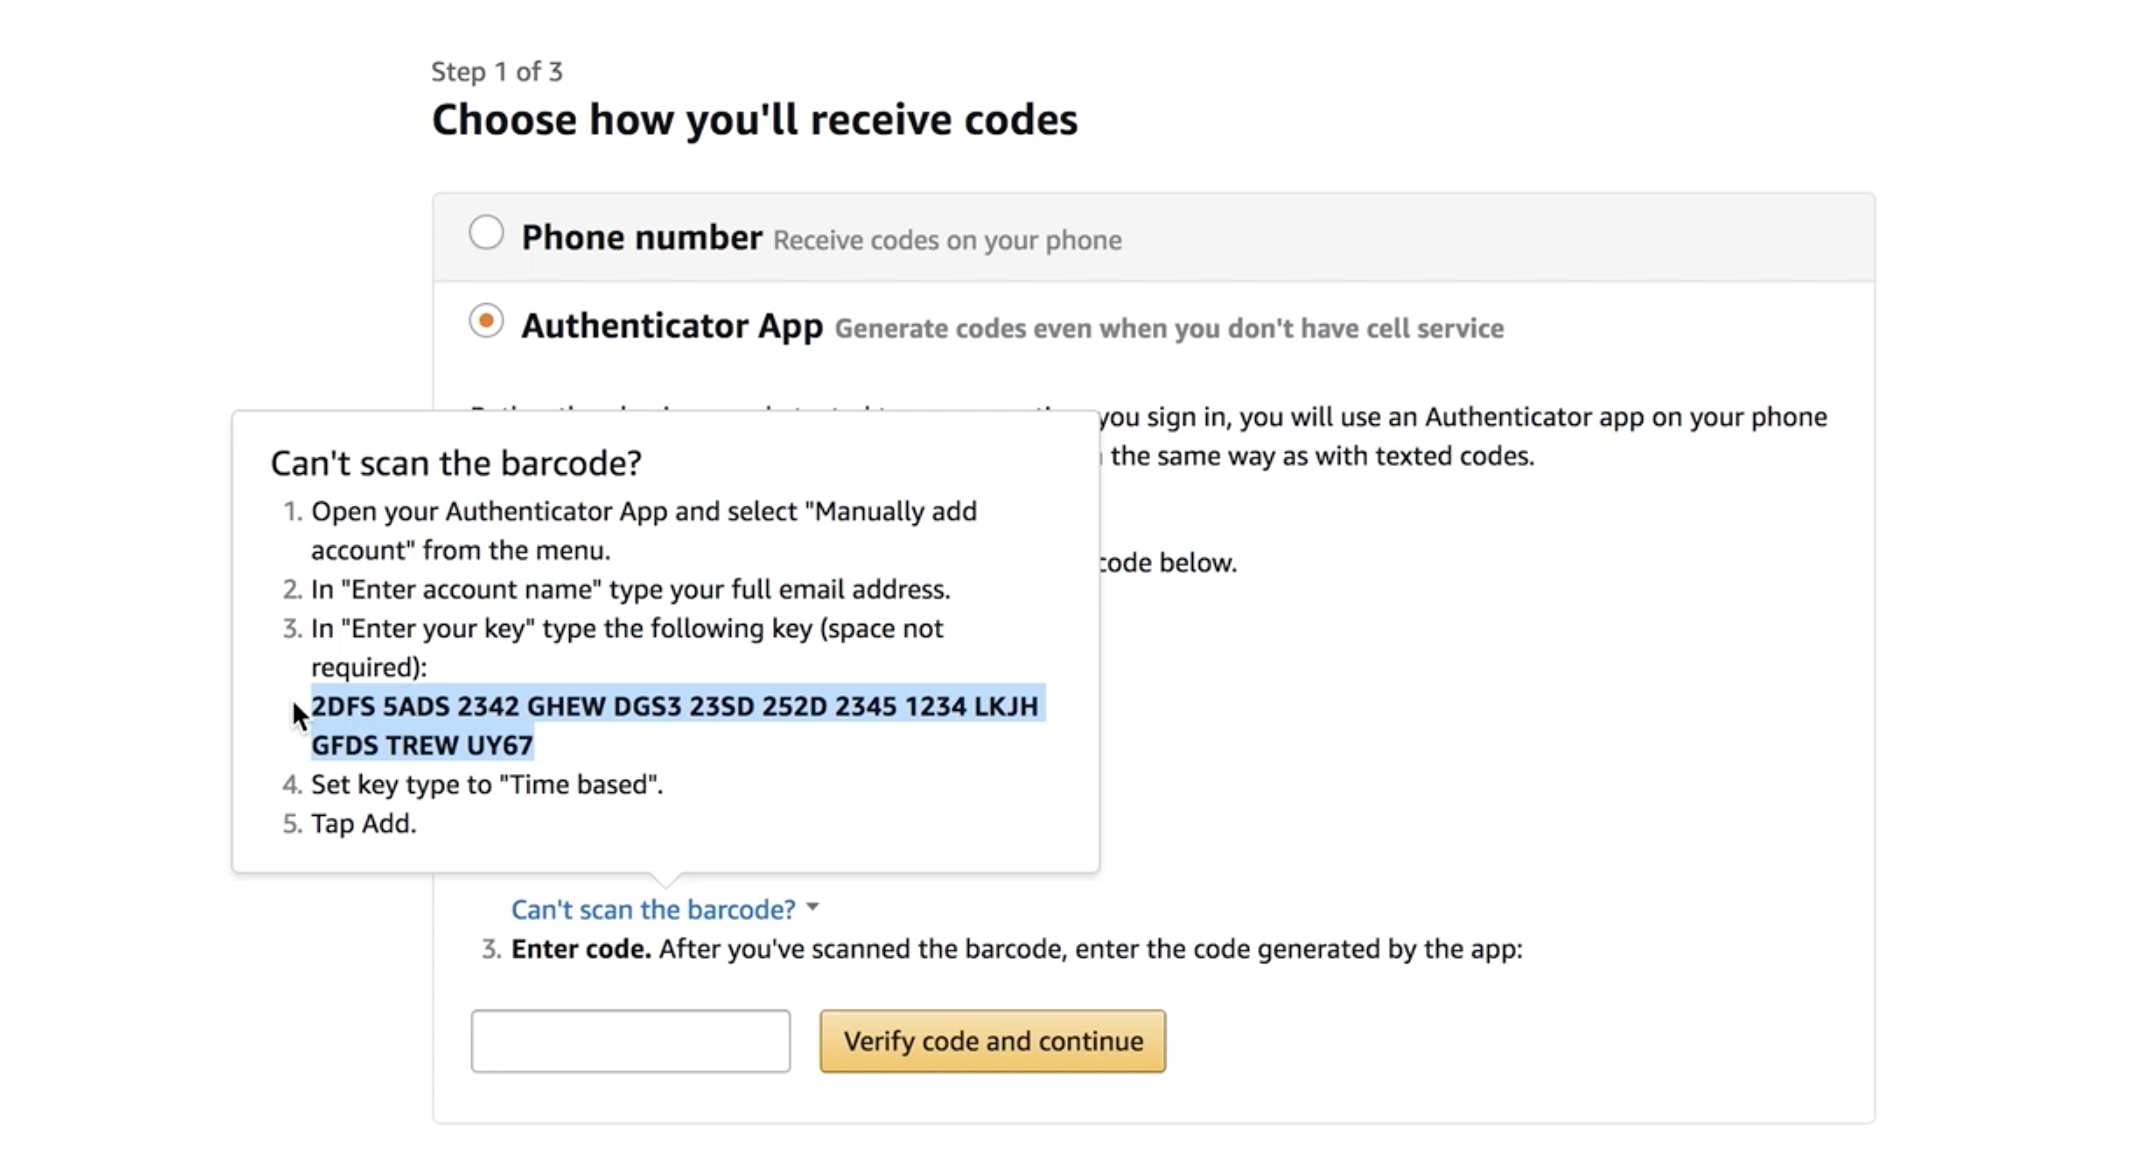 Step 1 of 3
Choose how you'll receive codes
Phone number Receive codes on your phone
Authenticator App Generate codes even when you don't have cell service
you sign in, you will use an Authenticator app on your phone
the same way as with texted codes.
code below.
Can't scan the barcode?
1. Open your Authenticator App and select "Manually add
account" from the menu.
2. In "Enter account name" type your full email address.
3. In "Enter your key" type the following key (space not
required):
2DFS 5ADS 2342 GHEW DGS3 23SD 252D 2345 1234 LKJH
GFDS TREW UY67
4. Set key type to "Time based".
5. Tap Add.
Can't scan the barcode?
3. Enter code. After you've scanned the barcode, enter the code generated by the app:
Verify code and continue